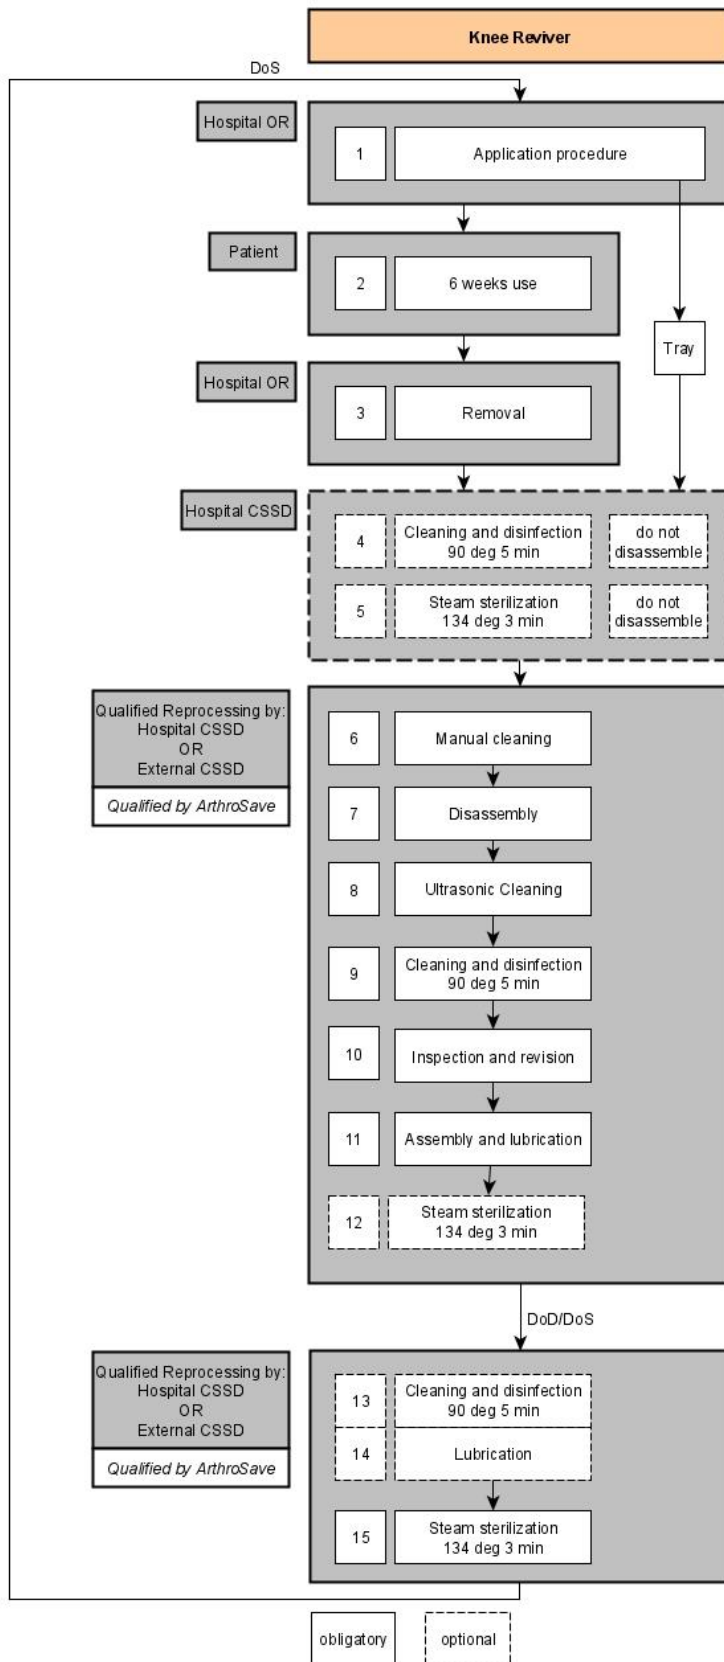 Knee Reviver
DoS
Hospital OR
1
Application procedure
Patient
2
6 weeks use
Tray
Hospital OR
3
Removal
Hospital CSSD
4
Cleaning and disinfection
90 deg 5 min
do not
disassemble
5
Steam sterilization
134 deg 3 min
do not
disassemble
Qualified Reprocessing by:
Hospital CSSD
OR
External CSSD
Qualified by ArthroSave
6
Manual cleaning
7
Disassembly
8
Ultrasonic Cleaning
9
Cleaning and disinfection
90 deg 5 min
10
Inspection and revision
11
Assembly and lubrication
12
Steam sterilization
134 deg 3 min
DoD/DoS
Qualified Reprocessing by:
Hospital CSSD
OR
External CSSD
Qualified by ArthroSave
13
Cleaning and disinfection
90 deg 5 min
14
Lubrication
15
Steam sterilization
134 deg 3 min
obligatory
optional